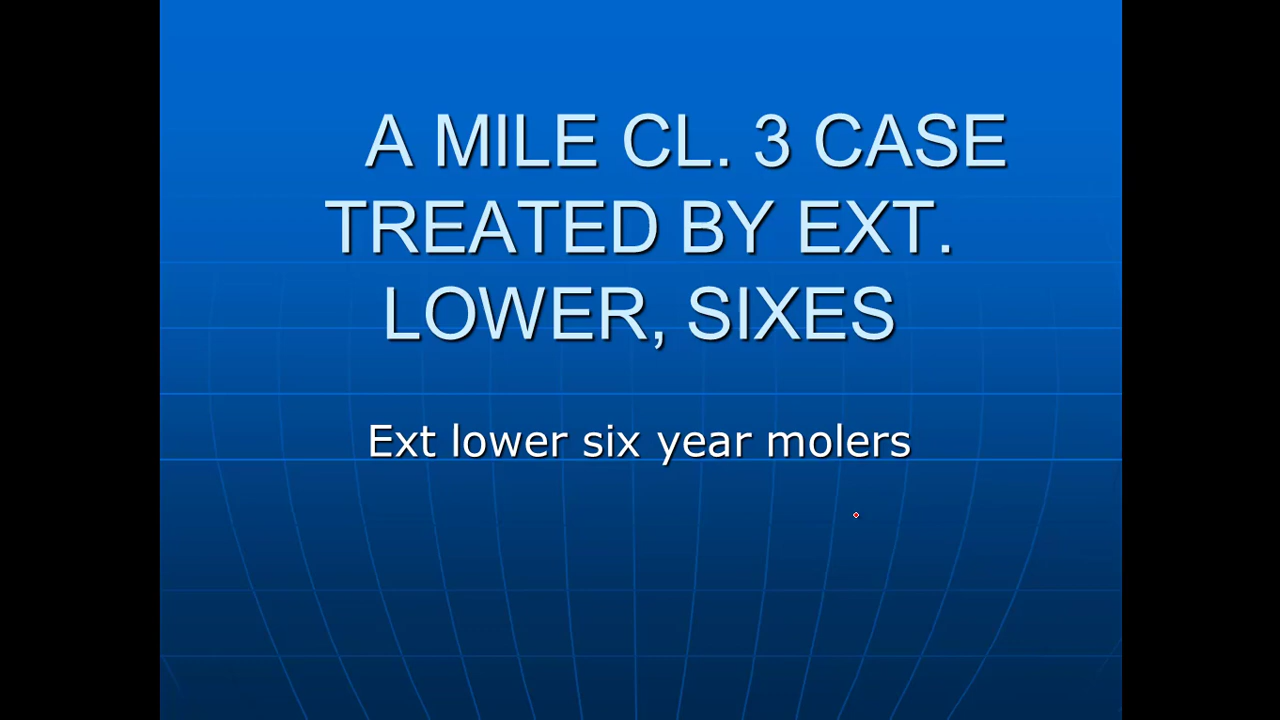 A MILE CL. 3 CASE
TREATED BY EXT.
LOWER, SIXES
Ext lower six year molers